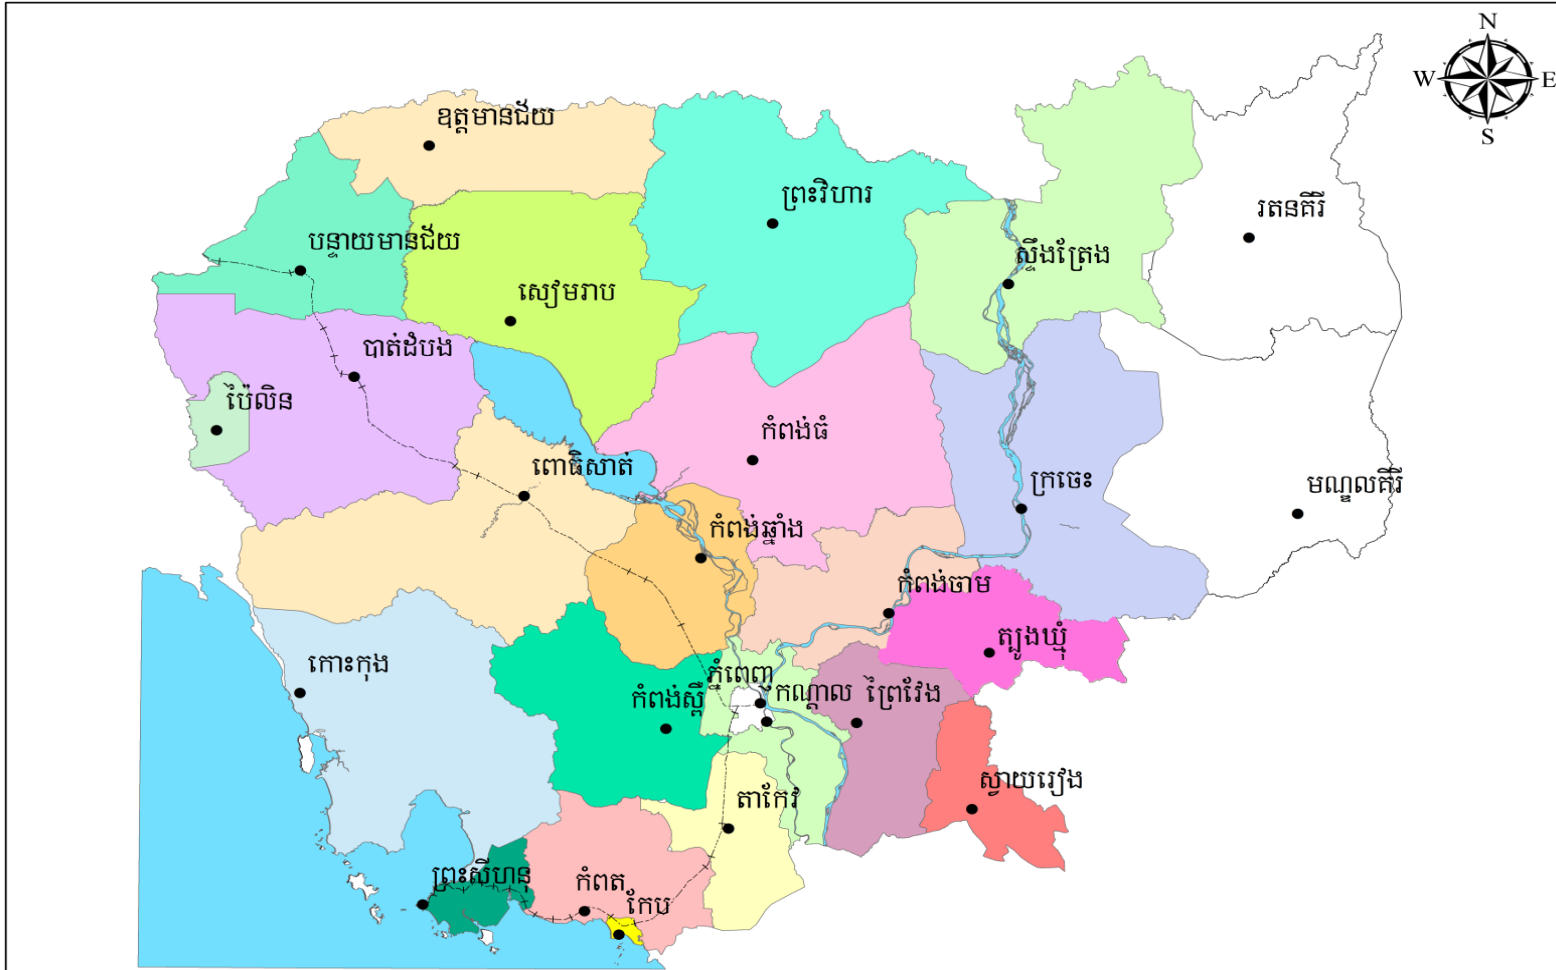 N
W E
S
ឧត្តមានជ័យ
ព្រះវិហារ
រតនគីរី
បន្ទាយមានជ័យ
ស្ទឹងត្រែង
សៀមរាប
បាត់ដំបង
ប៉ៃលិន
កំពង់ធំ
ពោធិ៍សាត់
ក្រចេះ
មណ្ឌលគីរី
កំពង់ឆ្នាំង
កំពង់ចាម
ត្បូងឃ្មុំ
កោះកុង
ភ្នំពេញ
កណ្តាល
ព្រៃវែង
កំពង់ស្ពឺ
ស្វាយរៀង
តាកែវ
ព្រះសីហនុ
កំពត
កែប